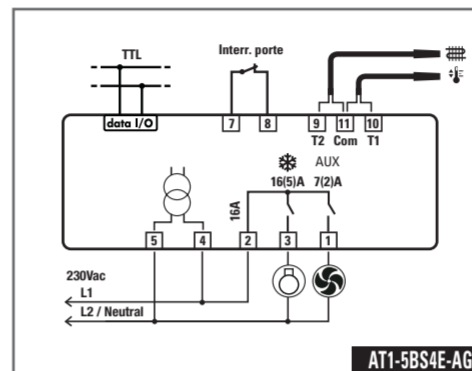 TTL
Interr. porte
data I/O
7 8 9 11 10
T2 Com T1
AUX
16(5)A 7(2)A
16A
5 4 2 3 1
230Vac
L1
L2 / Neutral
AT1-5BS4E-AG